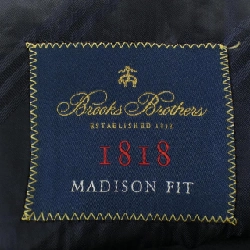 Brooks Brothers
ESTABLISHED 1818
1818
MADISON FIT